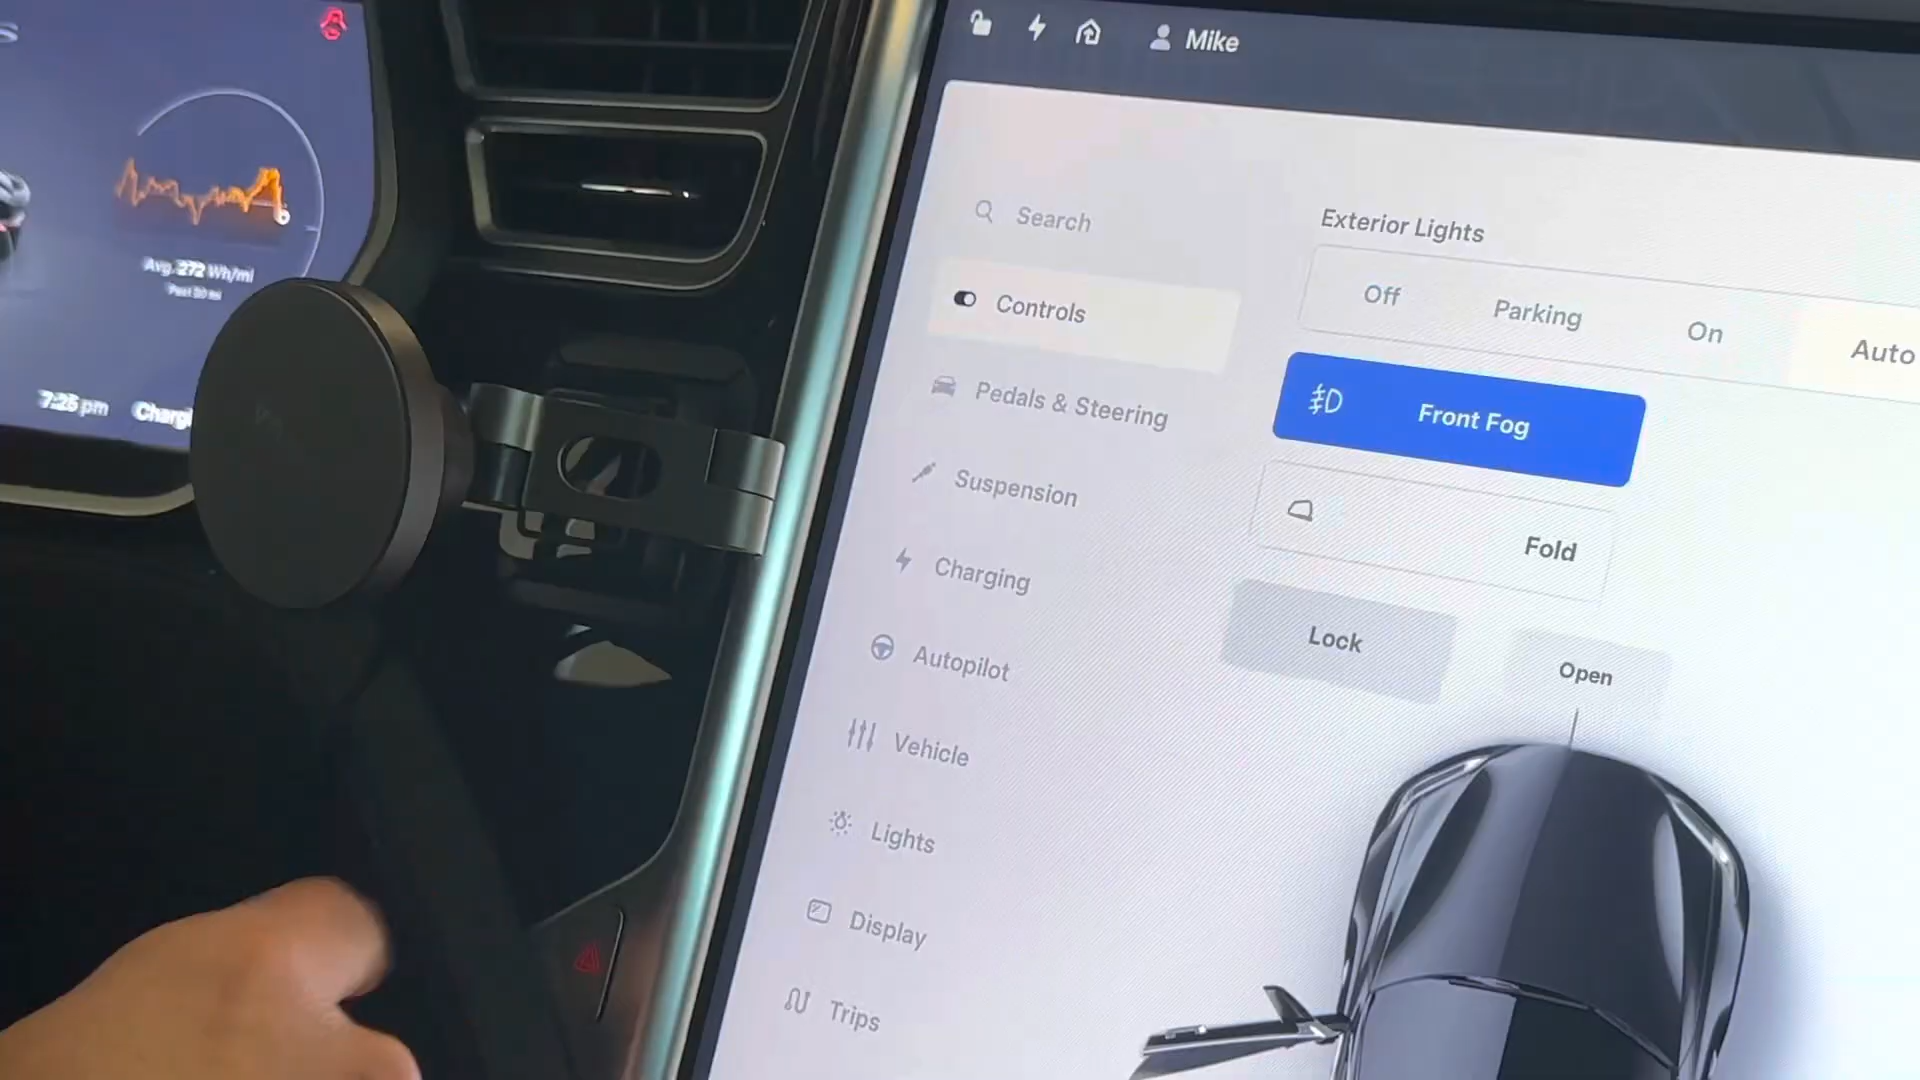 Mike
Avg. 272 Wh/mi
7:25 pm
Search
Controls
Pedals & Steering
Suspension
Charging
Autopilot
Vehicle
Lights
Display
Trips
Exterior Lights
Off
Parking
On
Auto
Front Fog
Fold
Lock
Open